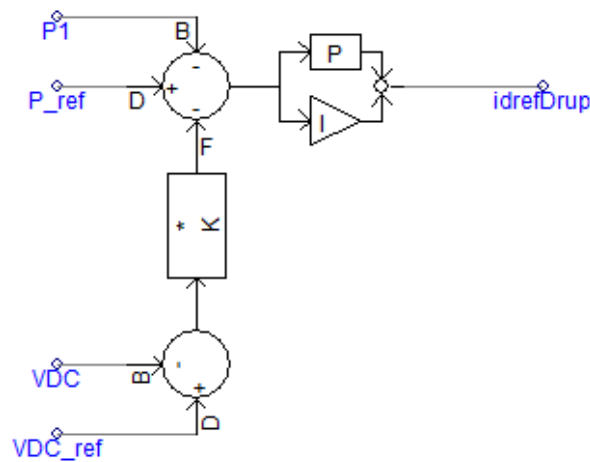 P1
B
-
P_ref
D
+
-
P
I
idrefDrup
F
*
K
VDC
B
-
+
D
VDC_ref